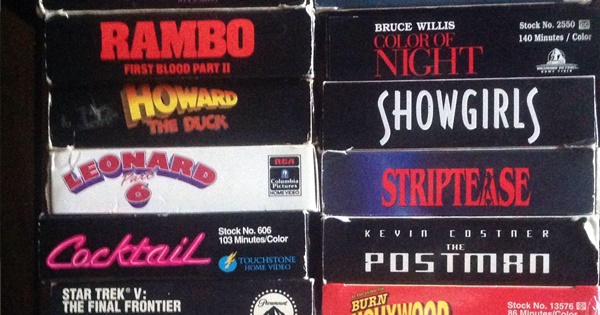 RAMBO
FIRST BLOOD PART II
HOWARD
THE DUCK
LEONARD
Part
6
RCA
Columbia
Pictures
HOME VIDEO
Cocktail
Stock No. 606
103 Minutes/Color
TOUCHSTONE
HOME VIDEO
STAR TREK V:
THE FINAL FRONTIER
Paramount
BRUCE WILLIS
COLOR OF
NIGHT
Stock No. 2550
140 Minutes / Color
SHOWGIRLS
STRIPTEASE
KEVIN COSTNER
THE
POSTMAN
BURN
HOLLYWOOD
Stock No. 13576
86 Minutes/Color